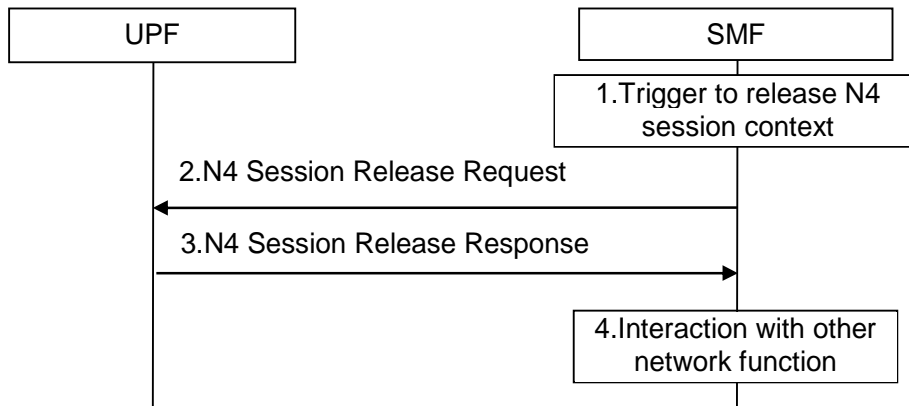 UPF
SMF
1.Trigger to release N4
session context
2.N4 Session Release Request
3.N4 Session Release Response
4.Interaction with other
network function